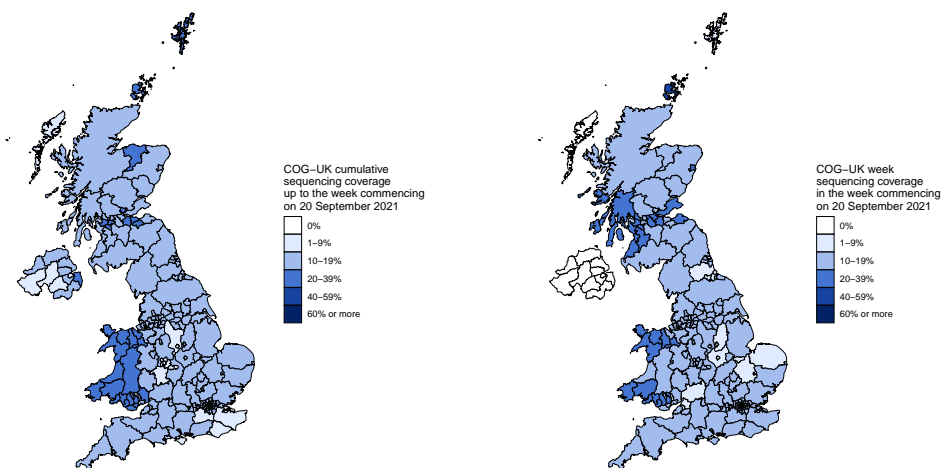 COG−UK cumulative
sequencing coverage
up to the week commencing
on 20 September 2021
0%
1−9%
10−19%
20−39%
40−59%
60% or more
COG−UK week
sequencing coverage
in the week commencing
on 20 September 2021
0%
1−9%
10−19%
20−39%
40−59%
60% or more